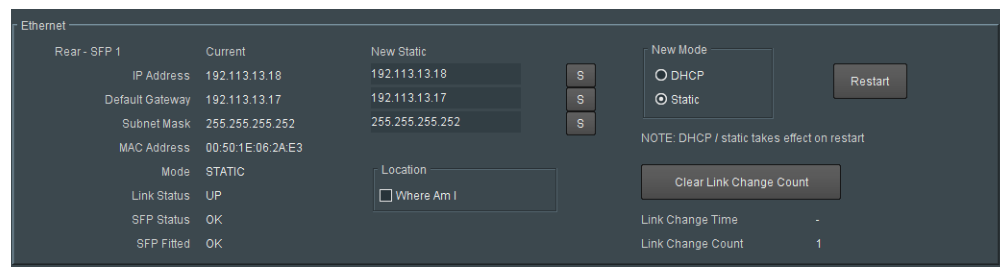 Ethernet
Rear - SFP 1 Current New Static New Mode
IP Address 192.113.13.18 192.113.13.18 S DHCP Restart
Default Gateway 192.113.13.17 192.113.13.17 S Static
Subnet Mask 255.255.255.252 255.255.255.252 S
NOTE: DHCP / static takes effect on restart
MAC Address 00:50:1E:06:2A:E3
Mode STATIC Location
Clear Link Change Count
Link Status UP Where Am I
SFP Status OK Link Change Time -
SFP Fitted OK Link Change Count 1